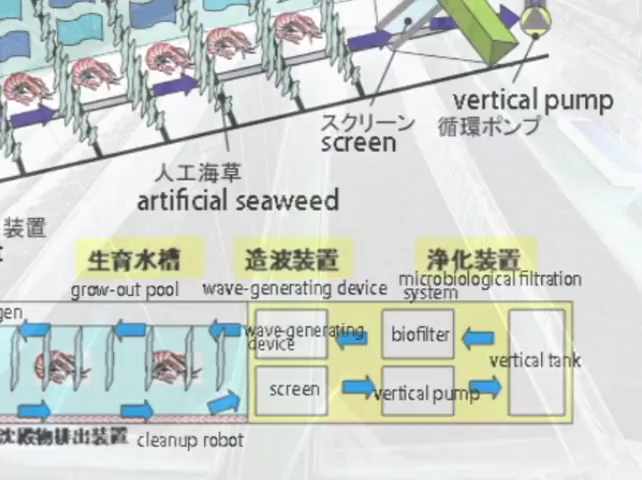 vertical pump
スクリーン 循環ポンプ
screen
人工海草
artificial seaweed
装置
生育水槽 造波装置 浄化装置
grow-out pool wave-generating device microbiological filtration
system
wave-generating
device
biofilter
vertical tank
screen
vertical pump
沈殿物排出装置 cleanup robot